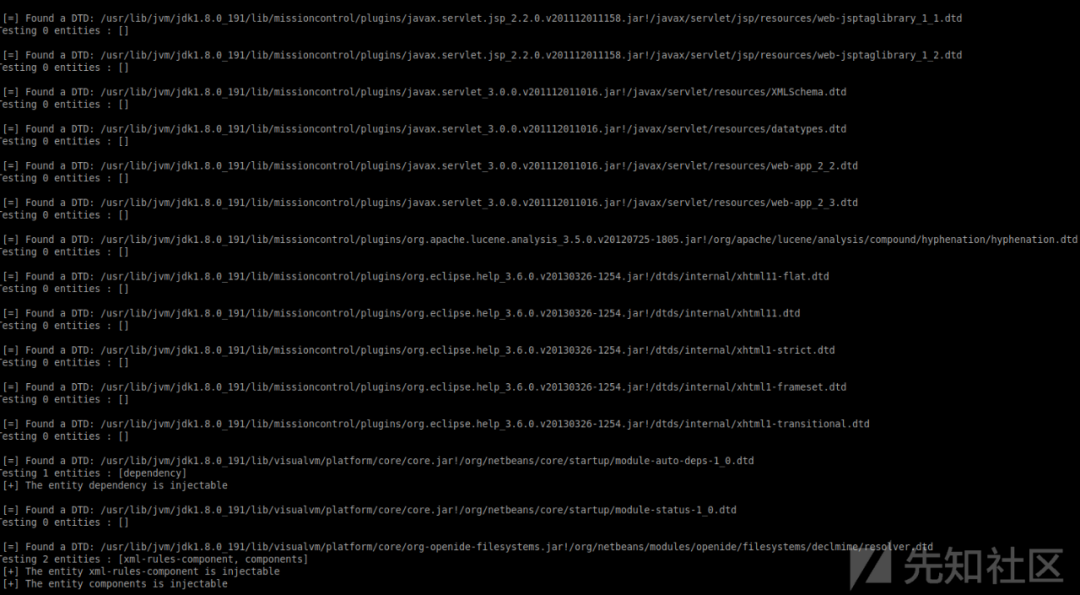 [=] Found a DTD: /usr/lib/jvm/jdk1.8.0_191/lib/missioncontrol/plugins/javax.servlet.jsp_2.2.0.v201112011158.jar!/javax/servlet/jsp/resources/web-jsptaglibrary_1_1.dtd
Testing 0 entities : []
[=] Found a DTD: /usr/lib/jvm/jdk1.8.0_191/lib/missioncontrol/plugins/javax.servlet.jsp_2.2.0.v201112011158.jar!/javax/servlet/jsp/resources/web-jsptaglibrary_1_2.dtd
Testing 0 entities : []
[=] Found a DTD: /usr/lib/jvm/jdk1.8.0_191/lib/missioncontrol/plugins/javax.servlet_3.0.0.v201112011016.jar!/javax/servlet/resources/XMLSchema.dtd
Testing 0 entities : []
[=] Found a DTD: /usr/lib/jvm/jdk1.8.0_191/lib/missioncontrol/plugins/javax.servlet_3.0.0.v201112011016.jar!/javax/servlet/resources/datatypes.dtd
Testing 0 entities : []
[=] Found a DTD: /usr/lib/jvm/jdk1.8.0_191/lib/missioncontrol/plugins/javax.servlet_3.0.0.v201112011016.jar!/javax/servlet/resources/web-app_2_2.dtd
Testing 0 entities : []
[=] Found a DTD: /usr/lib/jvm/jdk1.8.0_191/lib/missioncontrol/plugins/javax.servlet_3.0.0.v201112011016.jar!/javax/servlet/resources/web-app_2_3.dtd
Testing 0 entities : []
[=] Found a DTD: /usr/lib/jvm/jdk1.8.0_191/lib/missioncontrol/plugins/org.apache.lucene.analysis_3.5.0.v20120725-1805.jar!/org/apache/lucene/analysis/compound/hyphenation/hyphenation.dtd
Testing 0 entities : []
[=] Found a DTD: /usr/lib/jvm/jdk1.8.0_191/lib/missioncontrol/plugins/org.eclipse.help_3.6.0.v20130326-1254.jar!/dtds/internal/xhtml11-flat.dtd
Testing 0 entities : []
[=] Found a DTD: /usr/lib/jvm/jdk1.8.0_191/lib/missioncontrol/plugins/org.eclipse.help_3.6.0.v20130326-1254.jar!/dtds/internal/xhtml11.dtd
Testing 0 entities : []
[=] Found a DTD: /usr/lib/jvm/jdk1.8.0_191/lib/missioncontrol/plugins/org.eclipse.help_3.6.0.v20130326-1254.jar!/dtds/internal/xhtml1-strict.dtd
Testing 0 entities : []
[=] Found a DTD: /usr/lib/jvm/jdk1.8.0_191/lib/missioncontrol/plugins/org.eclipse.help_3.6.0.v20130326-1254.jar!/dtds/internal/xhtml1-frameset.dtd
Testing 0 entities : []
[=] Found a DTD: /usr/lib/jvm/jdk1.8.0_191/lib/missioncontrol/plugins/org.eclipse.help_3.6.0.v20130326-1254.jar!/dtds/internal/xhtml1-transitional.dtd
Testing 0 entities : []
[=] Found a DTD: /usr/lib/jvm/jdk1.8.0_191/lib/visualvm/platform/core/core.jar!/org/netbeans/core/startup/module-auto-deps-1_0.dtd
Testing 1 entities : [dependency]
[+] The entity dependency is injectable
[=] Found a DTD: /usr/lib/jvm/jdk1.8.0_191/lib/visualvm/platform/core/core.jar!/org/netbeans/core/startup/module-status-1_0.dtd
Testing 0 entities : []
[=] Found a DTD: /usr/lib/jvm/jdk1.8.0_191/lib/visualvm/platform/core/org-openide-filesystems.jar!/org/netbeans/modules/openide/filesystems/declmime/resolver.dtd
Testing 2 entities : [xml-rules-component, components]
[+] The entity xml-rules-component is injectable
[+] The entity components is injectable
先知社区